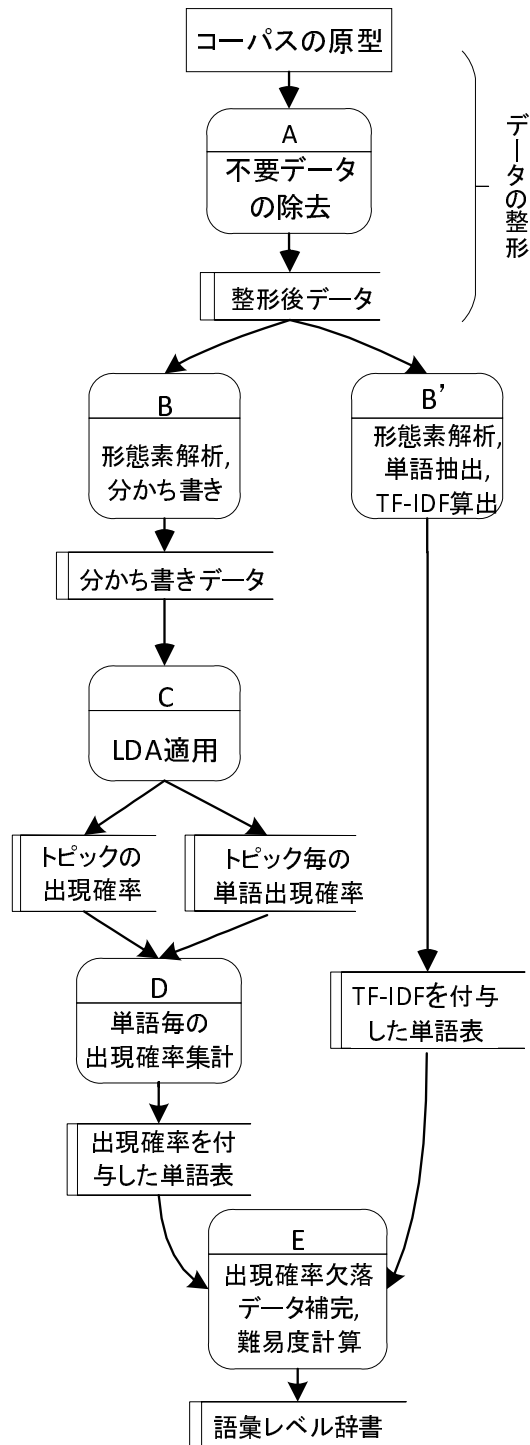 コーパスの原型
A
不要データ
の除去
整形後データ
データの整形
B
形態素解析,
分かち書き
B’
形態素解析,
単語抽出,
TF-IDF算出
分かち書きデータ
C
LDA適用
トピックの
出現確率
トピック毎の
単語出現確率
D
単語毎の
出現確率集計
TF-IDFを付与
した単語表
出現確率を付
与した単語表
E
出現確率欠落
データ補完,
難易度計算
語彙レベル辞書